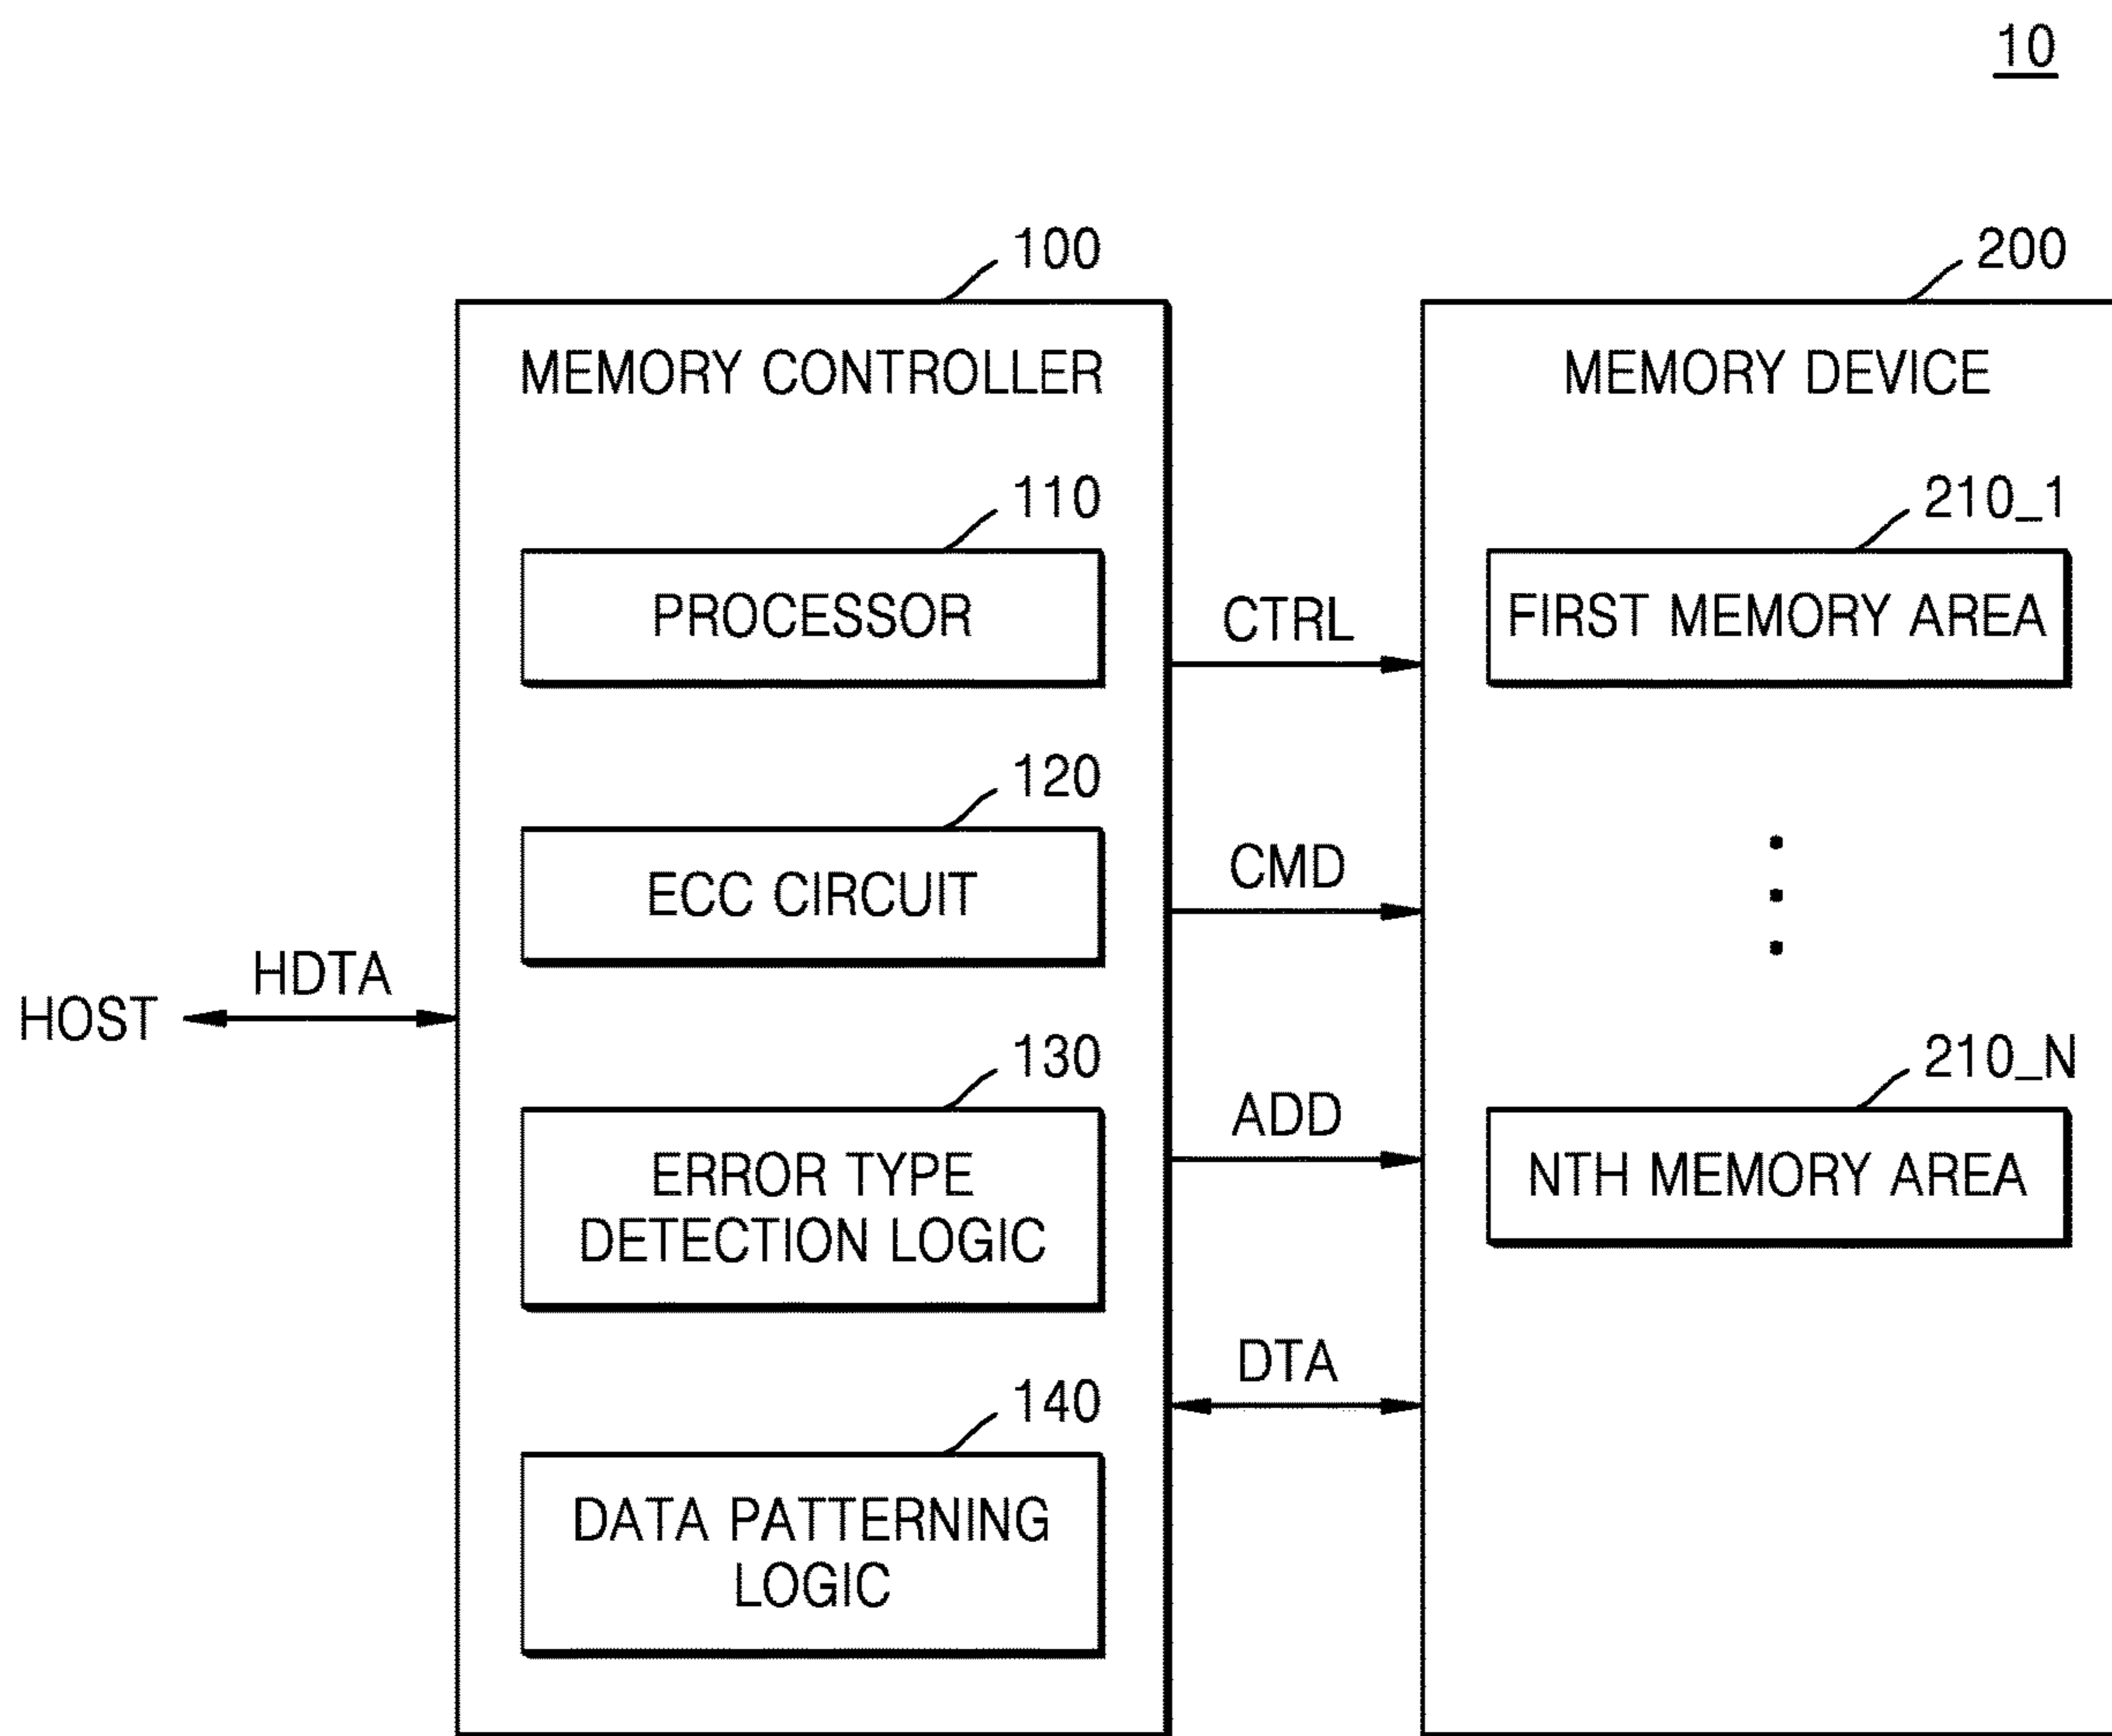 10
100
200
MEMORY CONTROLLER
MEMORY DEVICE
110
210_1
PROCESSOR
CTRL
FIRST MEMORY AREA
120
CMD
ECC CIRCUIT
HDTA
HOST
130
210_N
ADD
ERROR TYPE
DETECTION LOGIC
NTH MEMORY AREA
DTA
140
DATA PATTERNING
LOGIC